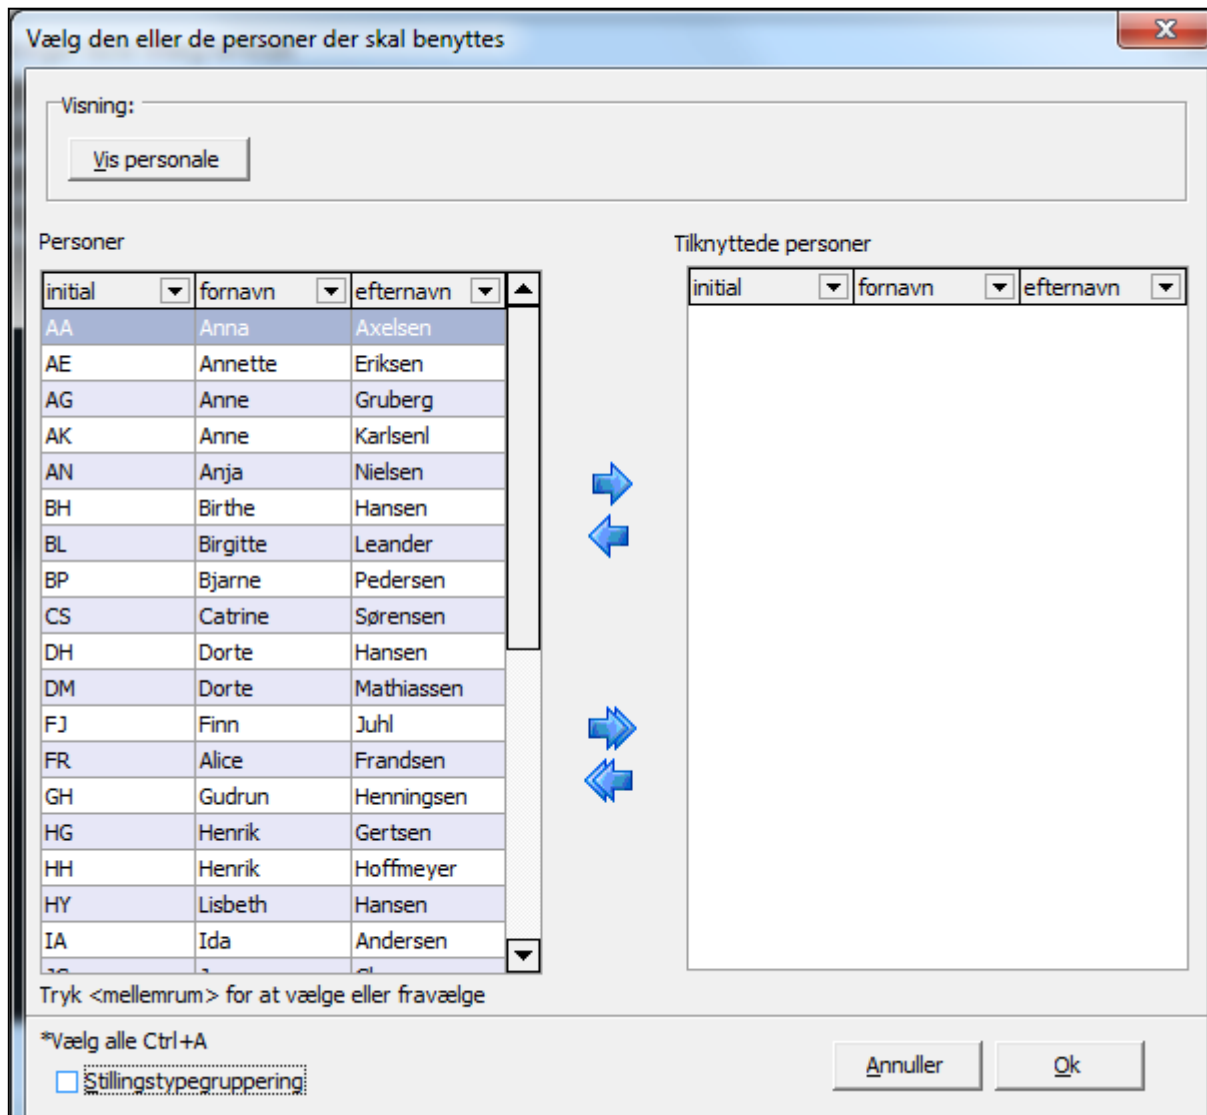 Vælg den eller de personer der skal benyttes
Visning:
Vis personale
Personer
Tilknyttede personer
initial fornavn efternavn
initial fornavn efternavn
AA Anna Axelsen
AE Annette Eriksen
AG Anne Gruberg
AK Anne Karlsenl
AN Anja Nielsen
BH Birthe Hansen
BL Birgitte Leander
BP Bjarne Pedersen
CS Catrine Sørensen
DH Dorte Hansen
DM Dorte Mathiassen
FJ Finn Juhl
FR Alice Frandsen
GH Gudrun Henningsen
HG Henrik Gertsen
HH Henrik Hoffmeyer
HY Lisbeth Hansen
IA Ida Andersen
Tryk <mellemrum> for at vælge eller fravælge
*Vælg alle Ctrl+A
Stillingstypegruppering
Annuller
Ok